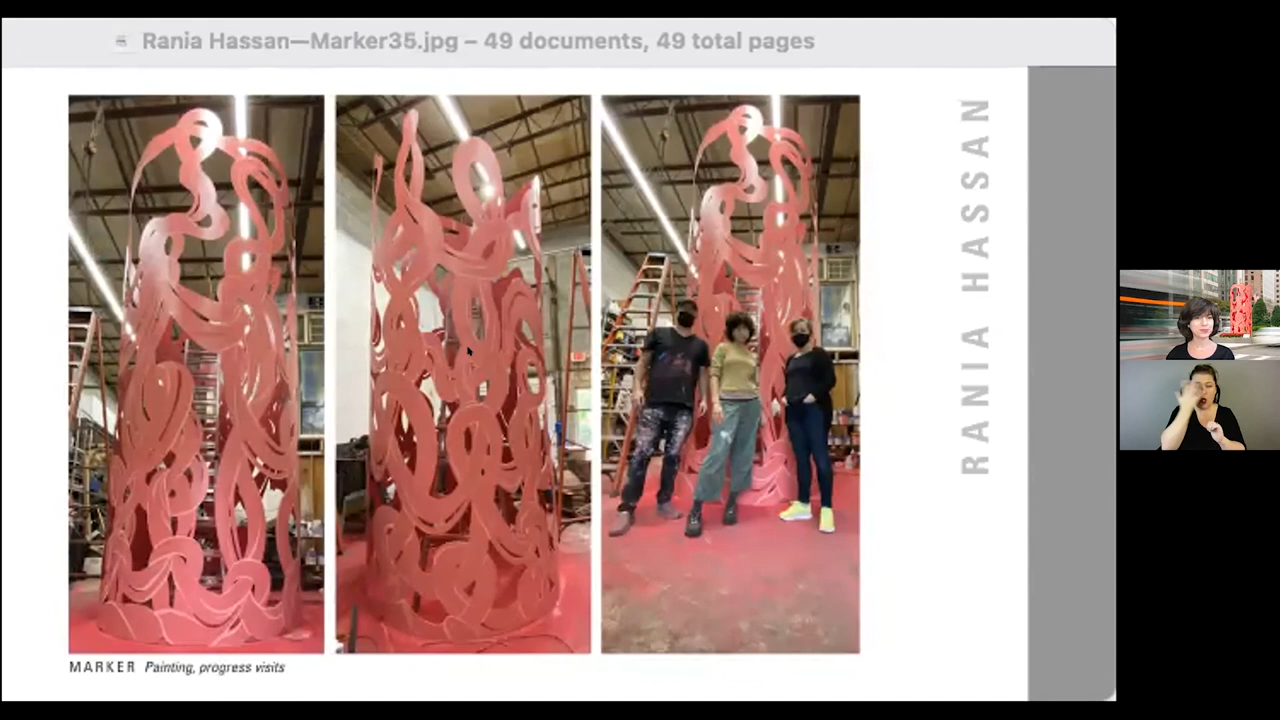 Rania Hassan—Marker35.jpg – 49 documents, 49 total pages
RANIA HASSAN
MARKER Painting, progress visits